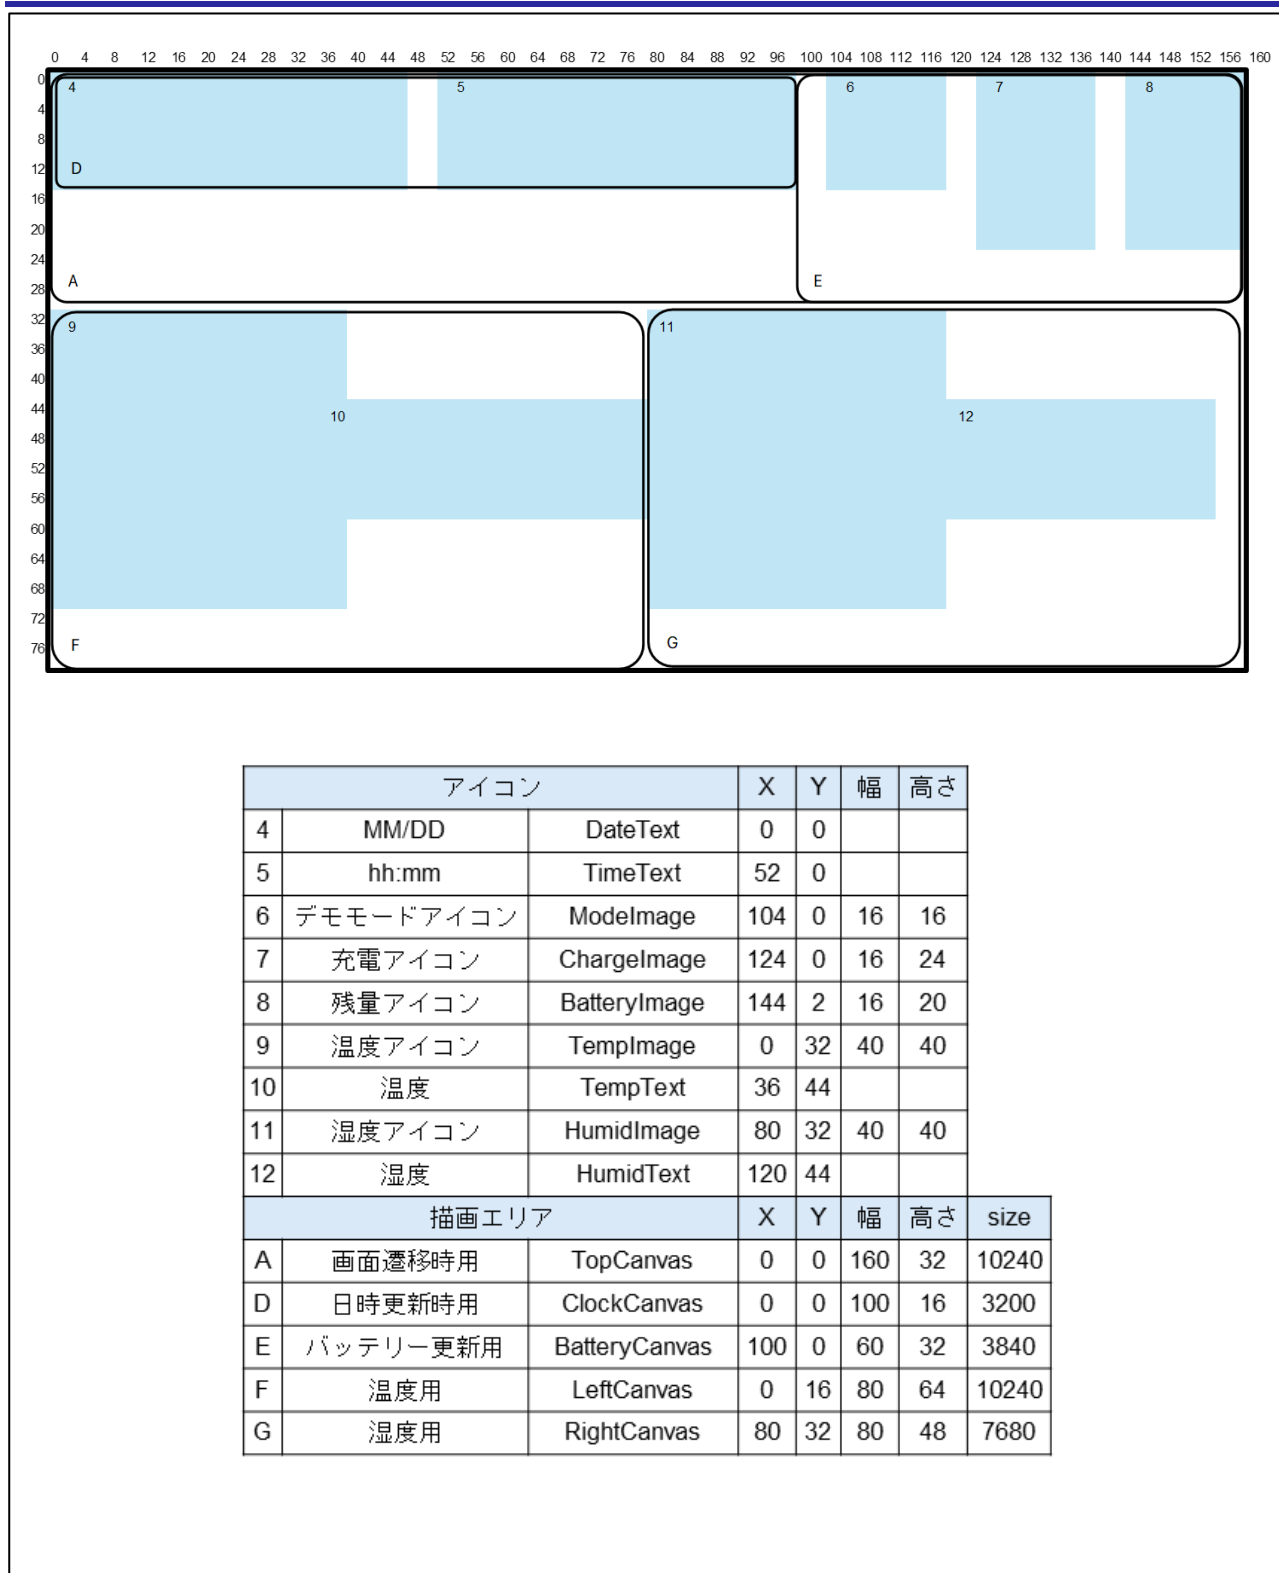 0 4 8 12 16 20 24 28 32 36 40 44 48 52 56 60 64 68 72 76 80 84 88 92 96 100 104 108 112 116 120 124 128 132 136 140 144 148 152 156 160
0
4 5 6 7 8
4
8
12 D
16
20
24
28 A E
32 9 11
36
40
44 10 12
48
52
56
60
64
68
72
76 F G
アイコン X Y 幅 高さ
4 MM/DD DateText 0 0
5 hh:mm TimeText 52 0
6 デモモードアイコン ModeImage 104 0 16 16
7 充電アイコン ChargeImage 124 0 16 24
8 残量アイコン BatteryImage 144 2 16 20
9 温度アイコン TempImage 0 32 40 40
10 温度 TempText 36 44
11 湿度アイコン HumidImage 80 32 40 40
12 湿度 HumidText 120 44
描画エリア X Y 幅 高さ size
A 画面遷移時用 TopCanvas 0 0 160 32 10240
D 日時更新時用 ClockCanvas 0 0 100 16 3200
E バッテリー更新用 BatteryCanvas 100 0 60 32 3840
F 温度用 LeftCanvas 0 16 80 64 10240
G 湿度用 RightCanvas 80 32 80 48 7680